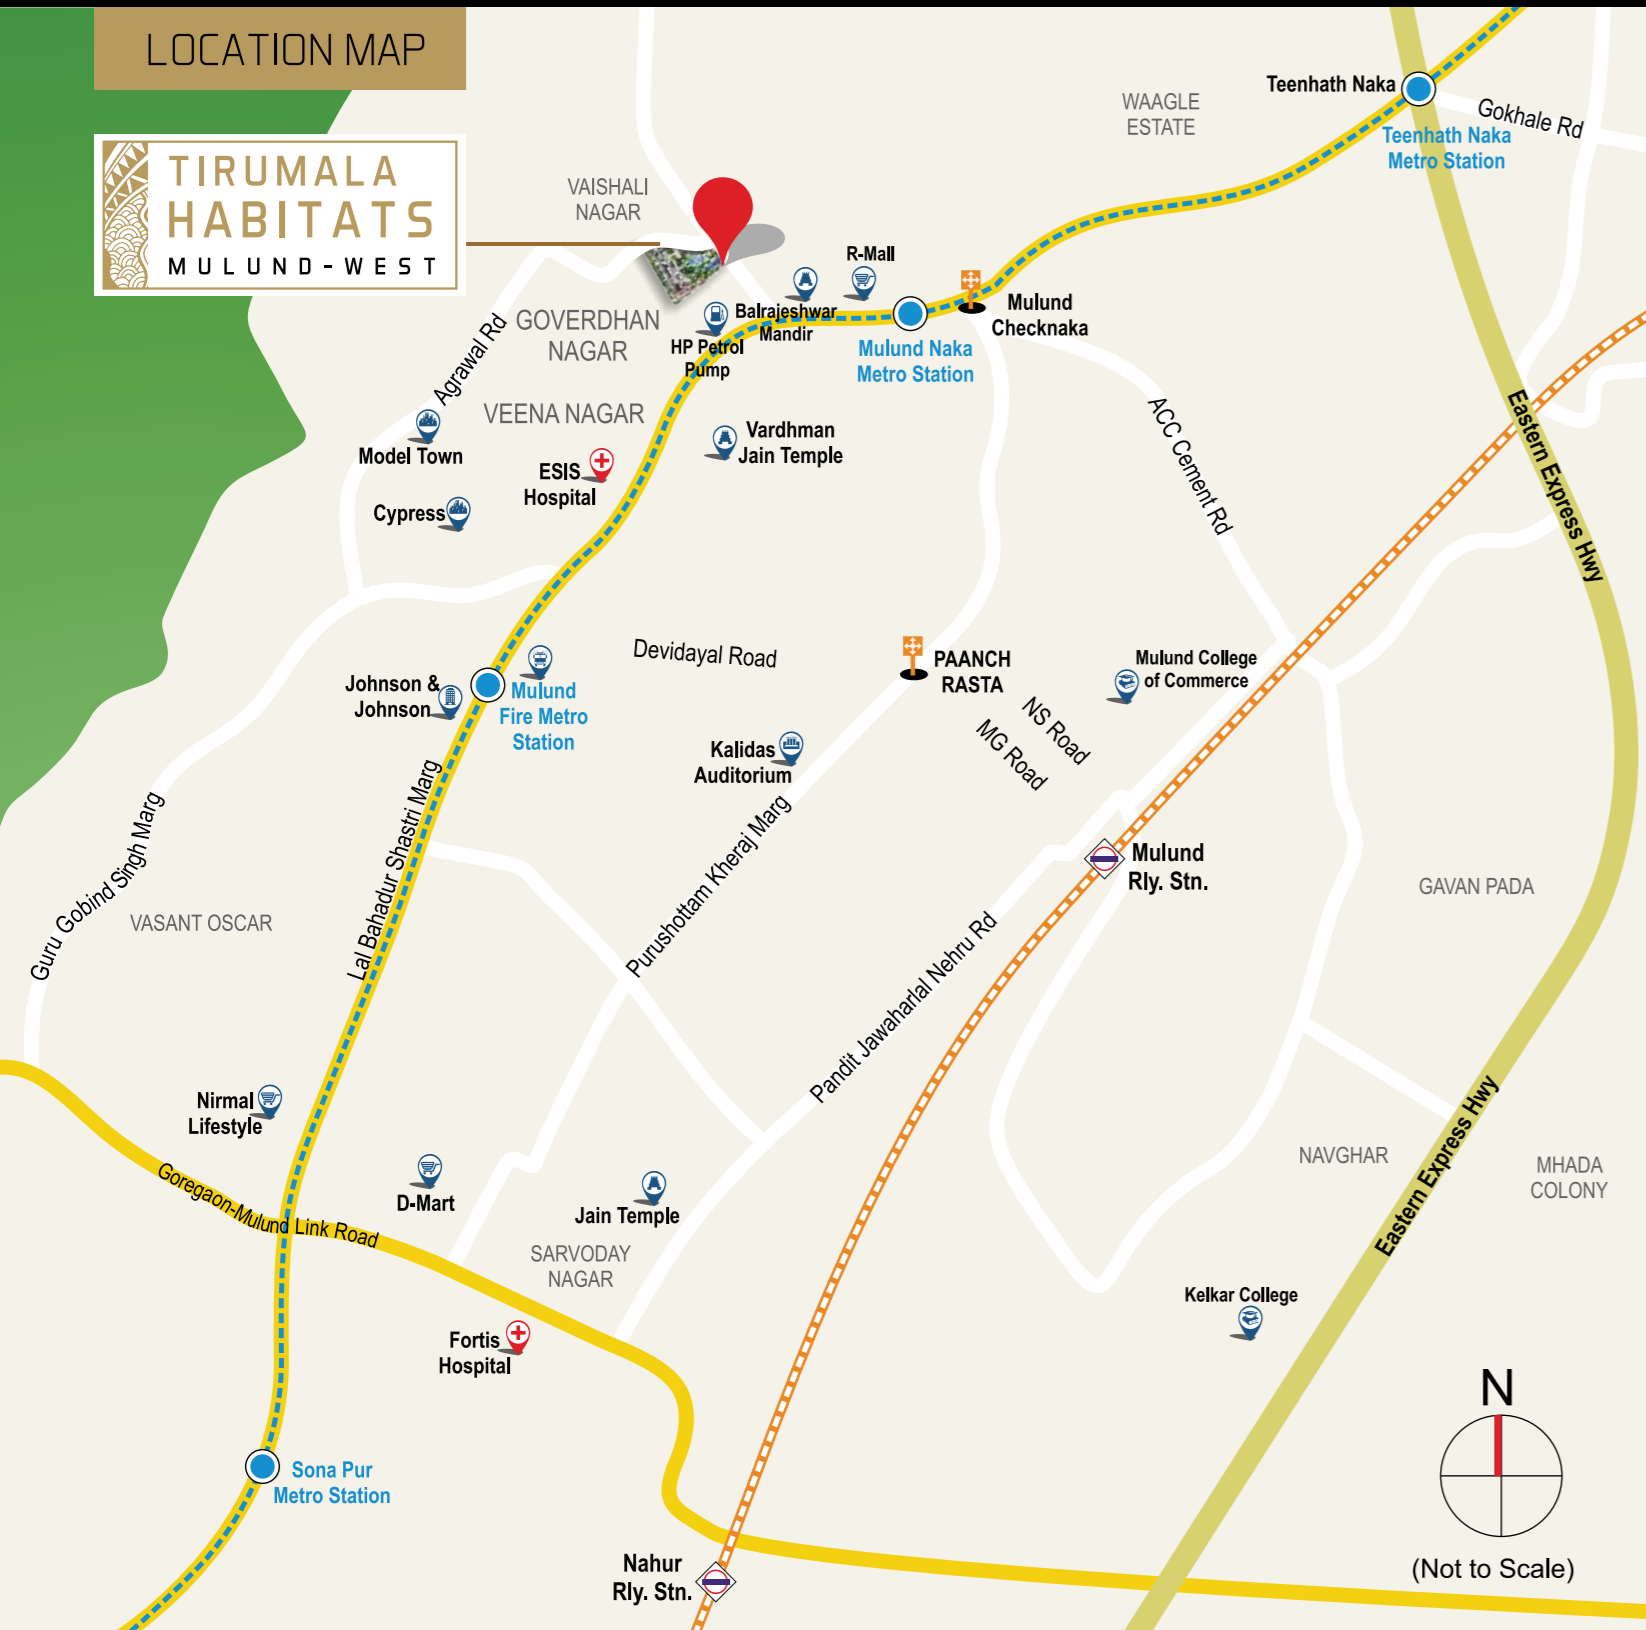 LOCATION MAP
TIRUMALA
HABITATS
MULUND-WEST
Teenhath Naka
Gokhale Rd
Teenhath Naka
Metro Station
WAAGLE
ESTATE
VAISHALI
NAGAR
R-Mall
Balrajeshwar
Mandir
HP Petrol
Pump
Mulund
Checknaka
Mulund Naka
Metro Station
GOVERDHAN
NAGAR
Agrawal Rd
VEENA NAGAR
Model Town
Cypress
ESIS
Hospital
Vardhman
Jain Temple
ACC Cement Rd
Eastern Express Hwy
Devidayal Road
PAANCH
RASTA
Mulund College
of Commerce
NS Road
MG Road
Johnson &
Johnson
Mulund
Fire Metro
Station
Kalidas
Auditorium
Lal Bahadur Shastri Marg
Guru Gobind Singh Marg
Purushottam Kheraj Marg
Mulund
Rly. Stn.
GAVAN PADA
VASANT OSCAR
Pandit Jawaharlal Nehru Rd
Nirmal
Lifestyle
Goregaon-Mulund Link Road
D-Mart
Jain Temple
SARVODAY
NAGAR
NAVGHAR
MHADA
COLONY
Eastern Express Hwy
Kelkar College
Fortis
Hospital
Sona Pur
Metro Station
Nahur
Rly. Stn.
N
(Not to Scale)